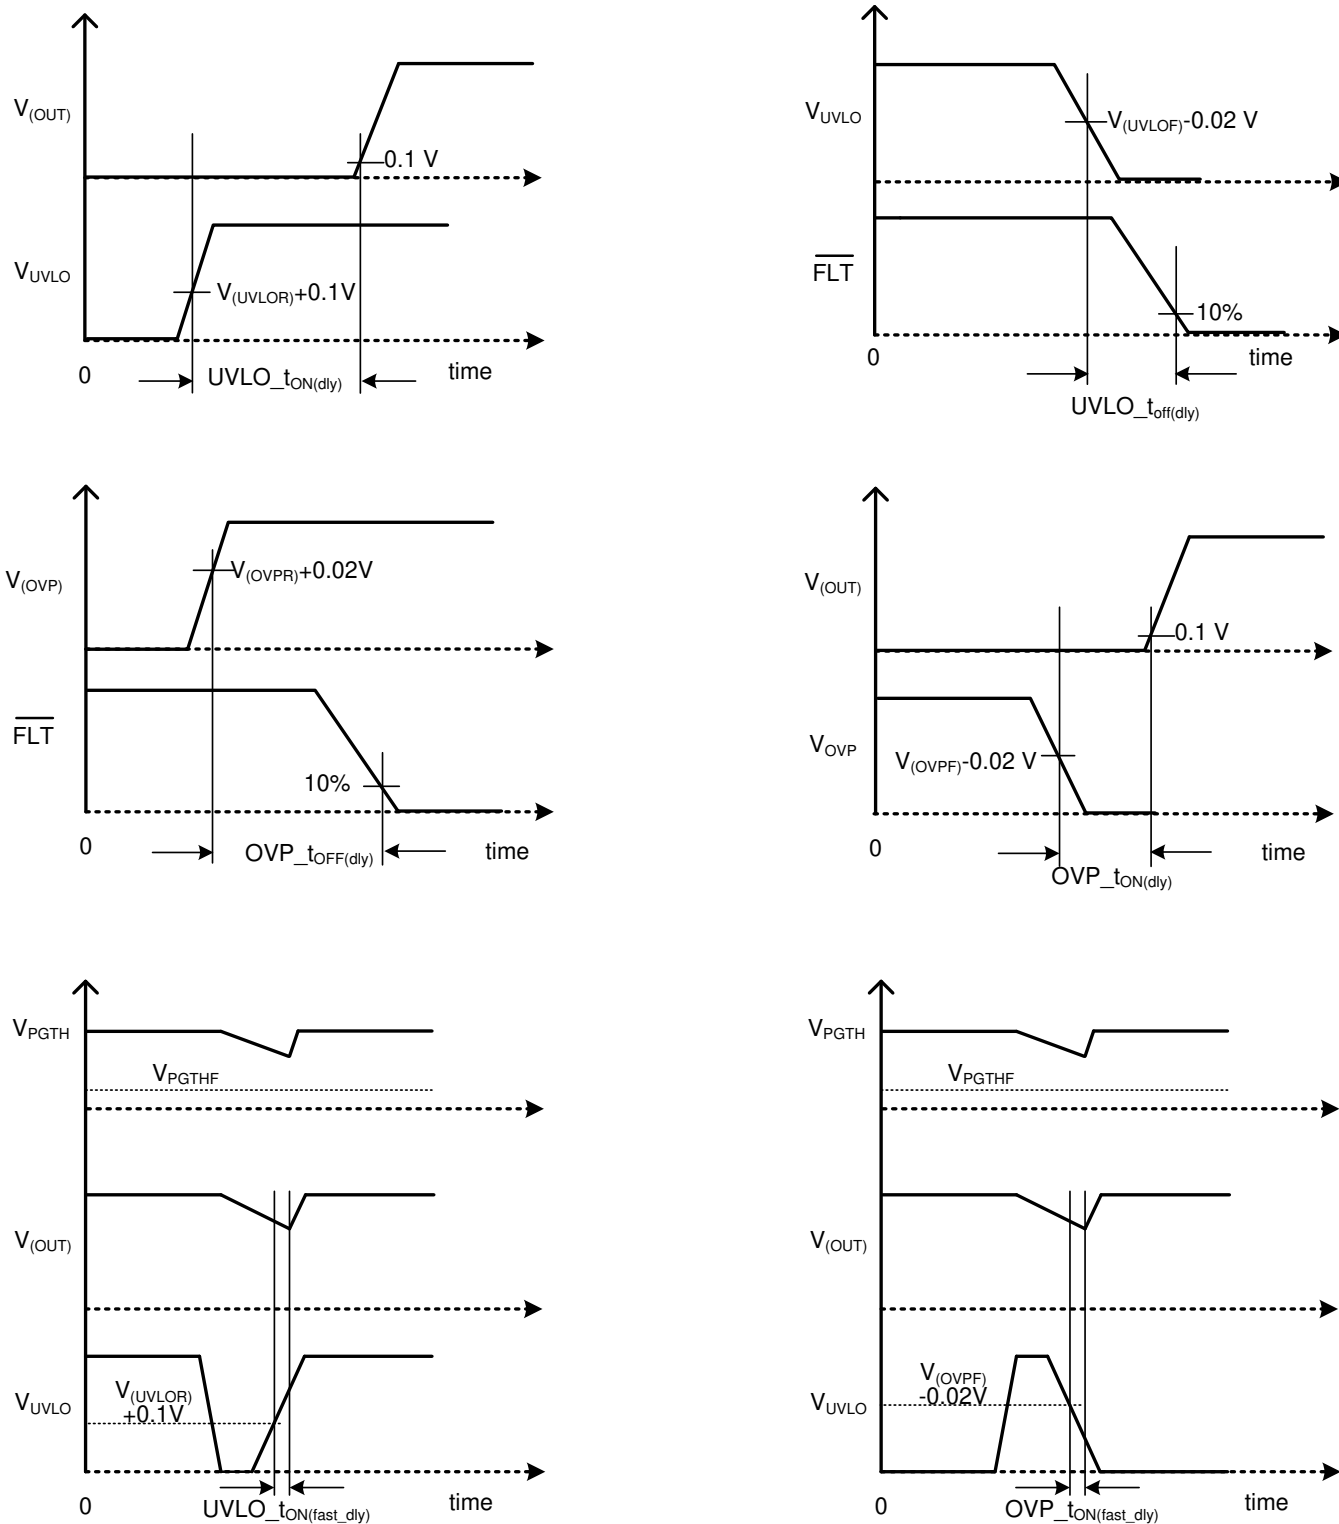 V(OUT)
0.1 V
VUVLO
V(UVLOR)+0.1V
0
UVLO_tON(dly)
time
VUVLO
V(UVLOF)-0.02 V
FLT
10%
0
time
UVLO_toff(dly)
V(OVP)
V(OVPR)+0.02V
FLT
10%
0
OVP_tOFF(dly)
time
V(OUT)
0.1 V
VOVP
V(OVPF)-0.02 V
0
time
OVP_tON(dly)
VPGTH
VPGTHF
V(OUT)
VUVLO
V(UVLOR)
+0.1V
0
UVLO_tON(fast_dly)
time
VPGTH
VPGTHF
V(OUT)
VUVLO
V(OVPF)
-0.02V
0
OVP_tON(fast_dly)
time